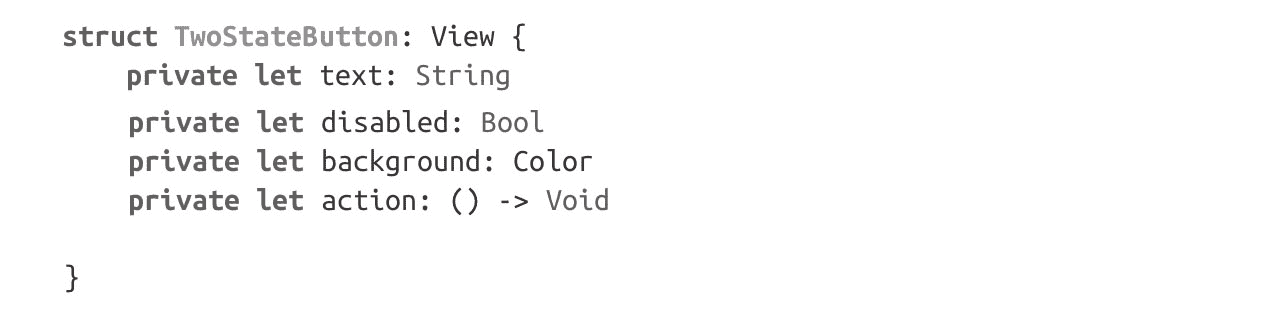 struct TwoStateButton: View {
    private let text: String
    private let disabled: Bool
    private let background: Color
    private let action: () -> Void
}